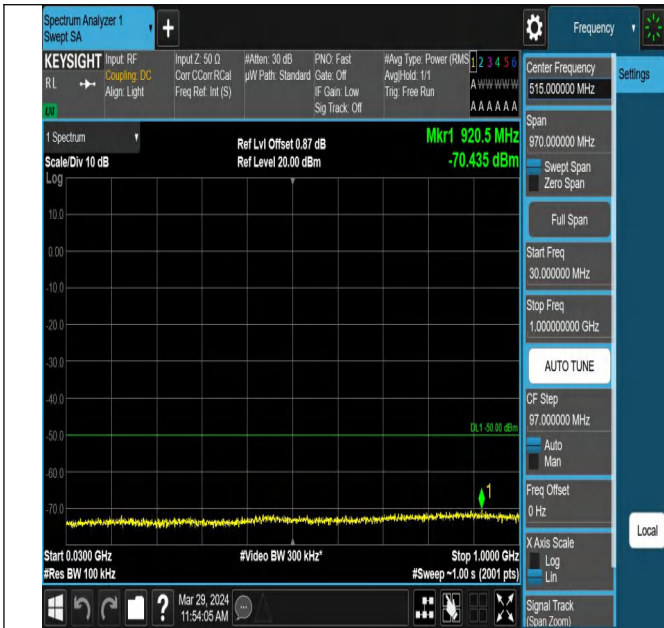 Spectrum Analyzer 1
Swept SA
+
Frequency
KEYSIGHT
RL
LXI
Input: RF
Coupling: DC
Align: Light
Input Z: 50 Ω
Corr CCorr RCal
Freq Ref: Int (S)
#Atten: 30 dB
µW Path: Standard
PNO: Fast
Gate: Off
IF Gain: Low
Sig Track: Off
#Avg Type: Power (RMS
Avg|Hold: 1/1
Trig: Free Run
1 2 3 4 5 6
A W W W W W
A A A A A A
1 Spectrum
Scale/Div 10 dB
Log
Ref Lvl Offset 0.87 dB
Ref Level 20.00 dBm
Mkr1 920.5 MHz
-70.435 dBm
10.0
0.00
-10.0
-20.0
-30.0
-40.0
-50.0
-60.0
-70.0
DL1 -50.00 dBm
1
Start 0.0300 GHz
#Res BW 100 kHz
#Video BW 300 kHz*
Stop 1.0000 GHz
#Sweep ~1.00 s (2001 pts)
?
Mar 29, 2024
11:54:05 AM
Center Frequency
515.000000 MHz
Settings
Span
970.000000 MHz
Swept Span
Zero Span
Full Span
Start Freq
30.000000 MHz
Stop Freq
1.000000000 GHz
AUTO TUNE
CF Step
97.000000 MHz
Auto
Man
Freq Offset
0 Hz
X Axis Scale
Log
Lin
Local
Signal Track
(Span Zoom)